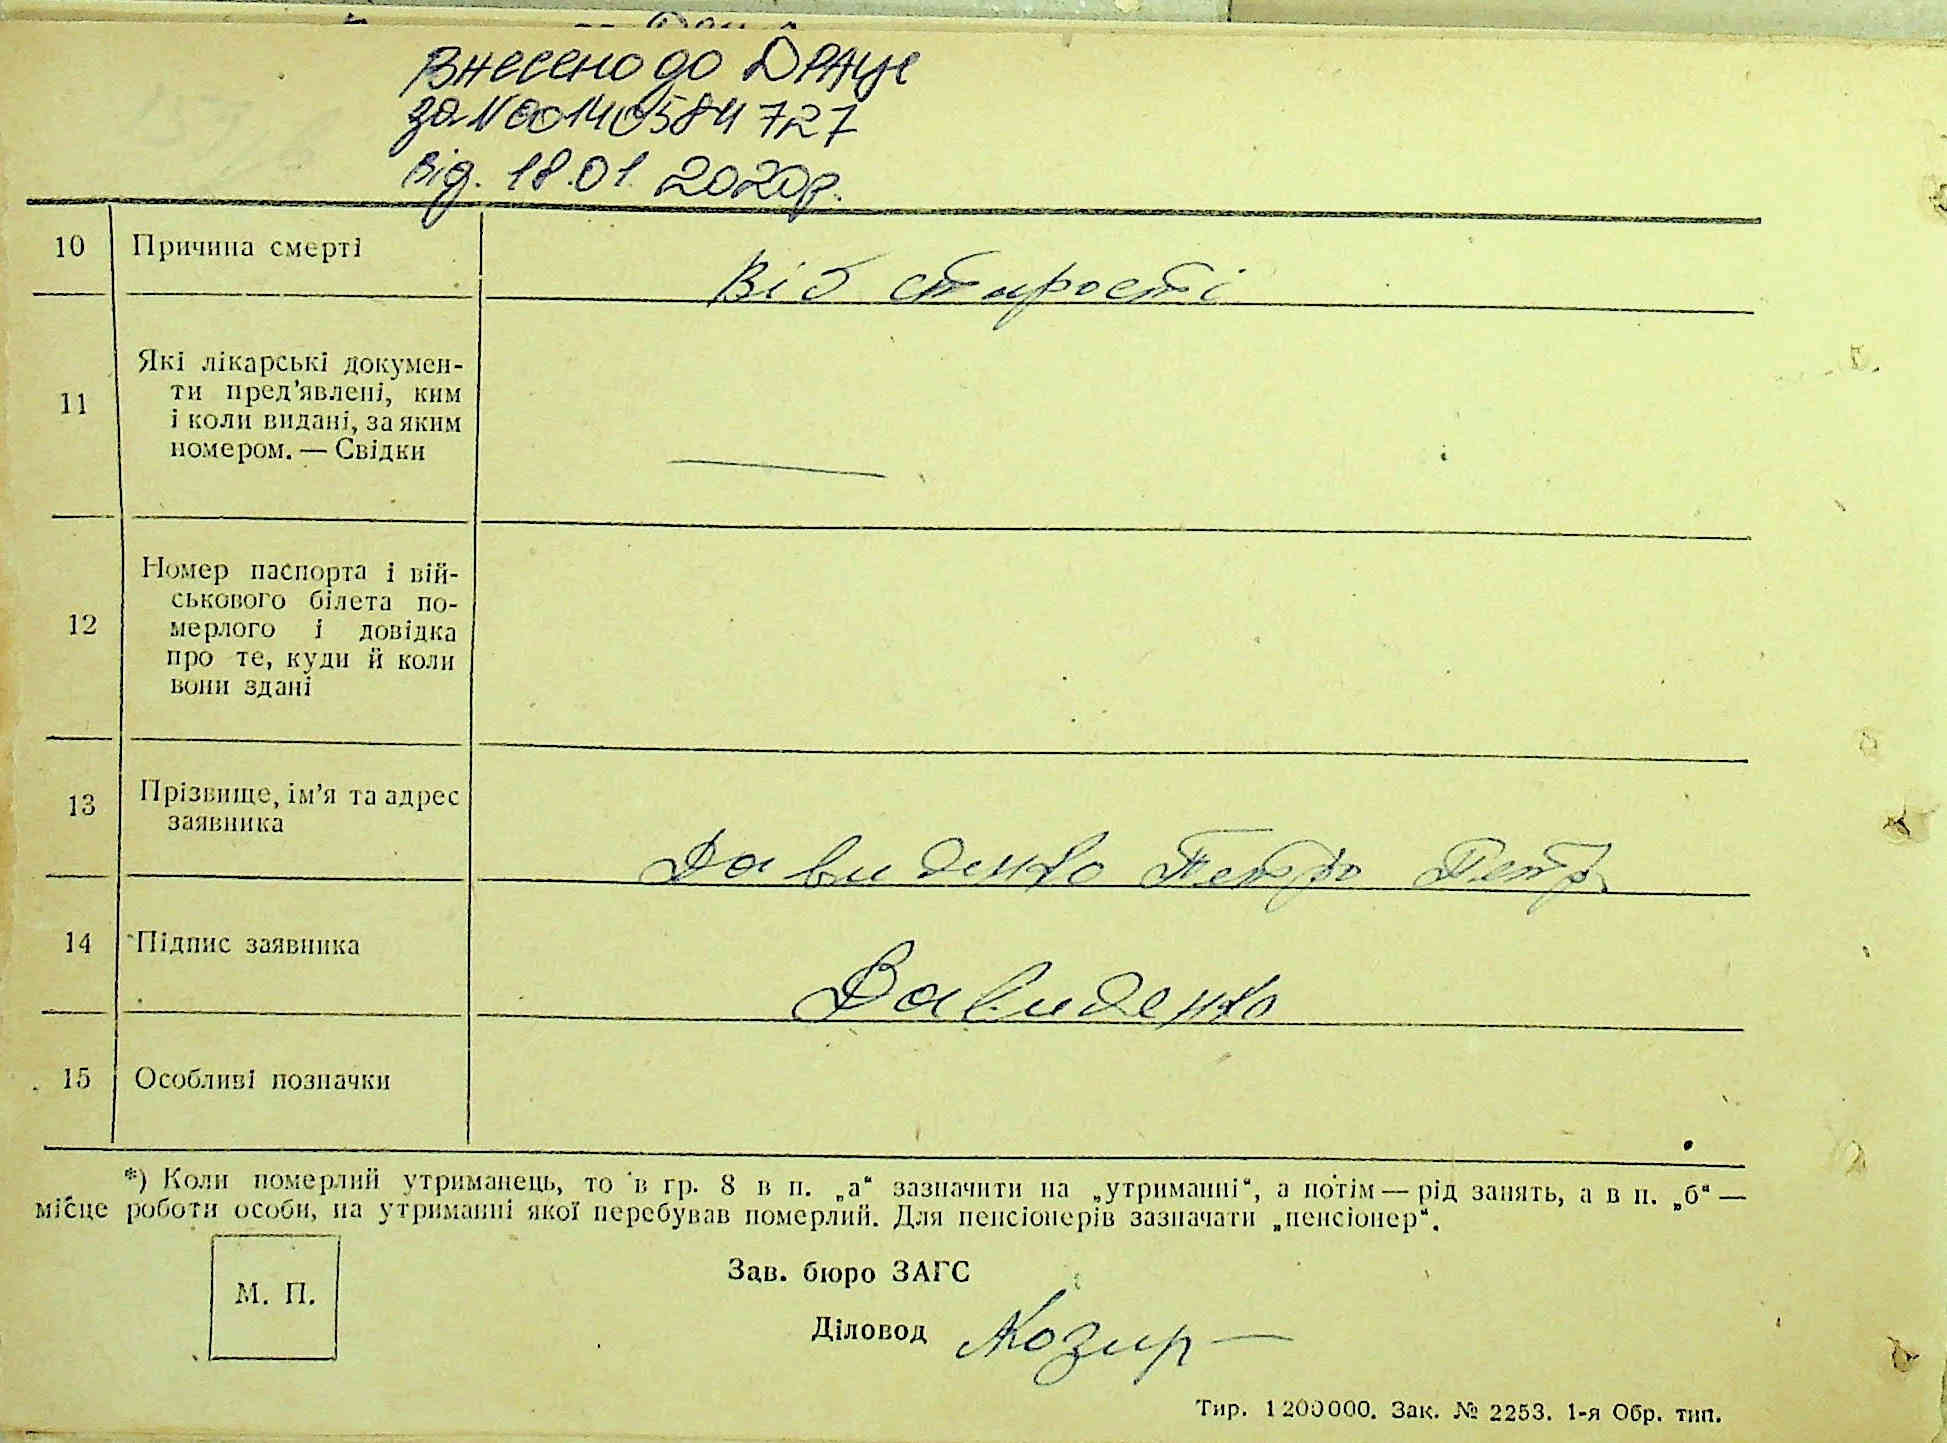 Внесено до ДРАЦС
за N 00140584727
від. 18.01 2020р.
10 Причина смерті Від старості
11 Які лікарські докумен-
ти пред'явлені, ким
і коли видані, за яким
номером. — Свідки —
12 Номер паспорта і вій-
ськового білета по-
мерлого і довідка
про те, куди й коли
вони здані
13 Прізвище, ім'я та адрес
заявника Давиденко Петро Петр
14 Підпис заявника Давиденко
15 Особливі позначки
*) Коли померлий утриманець, то в гр. 8 в п. „а“ зазначити на „утриманні“, а потім — рід занять, а в п. „б“ —
місце роботи особи, на утриманні якої перебував померлий. Для пенсіонерів зазначати „пенсіонер“.
М. П.
Зав. бюро ЗАГС
Діловод Козир
Тир. 1200000. Зак. № 2253. 1-я Обр. тип.